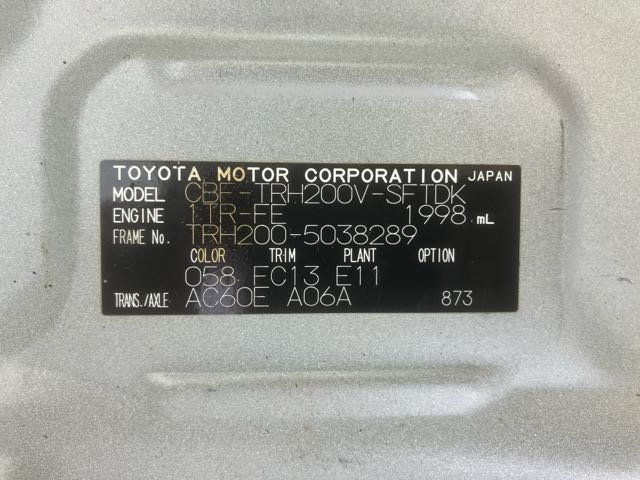 TOYOTA MOTOR CORPORATION JAPAN
MODEL CBF-TRH200V-SFTDK
ENGINE 1TR-FE 1998 mL
FRAME No. TRH200-5038289
COLOR TRIM PLANT OPTION
058 FC13 E11
TRANS./AXLE AC60E A06A 873